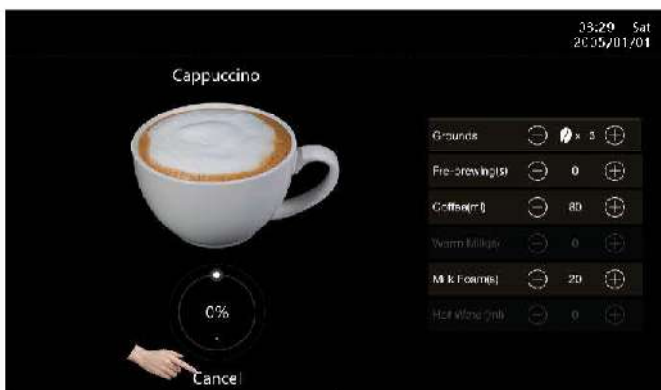 03:29 Sat
2005/01/01
Cappuccino
Grounds × 3
Pre-brewing(s) 0
Coffee(ml) 80
Warm Milk(s) 0
Milk Foam(s) 20
Hot Water(ml) 0
0%
Cancel